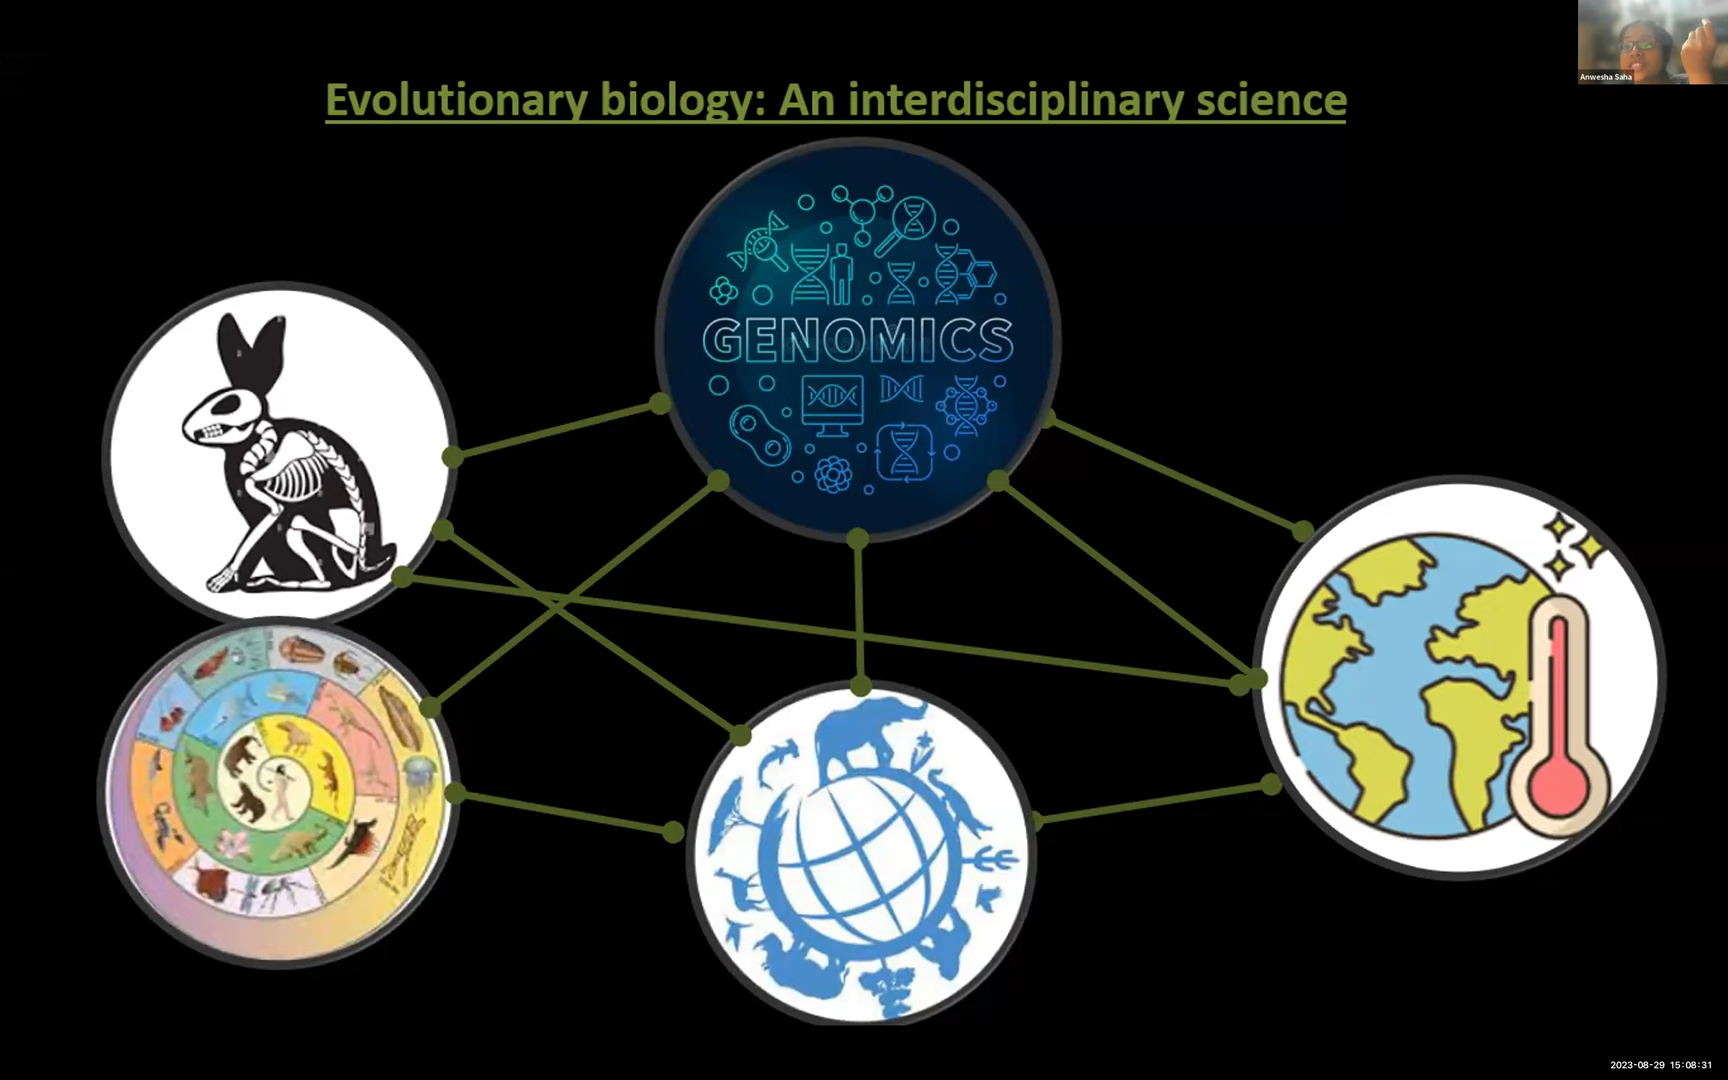 Evolutionary biology: An interdisciplinary science
Anwesha Saha
GENOMICS
2023-08-29 15:08:31